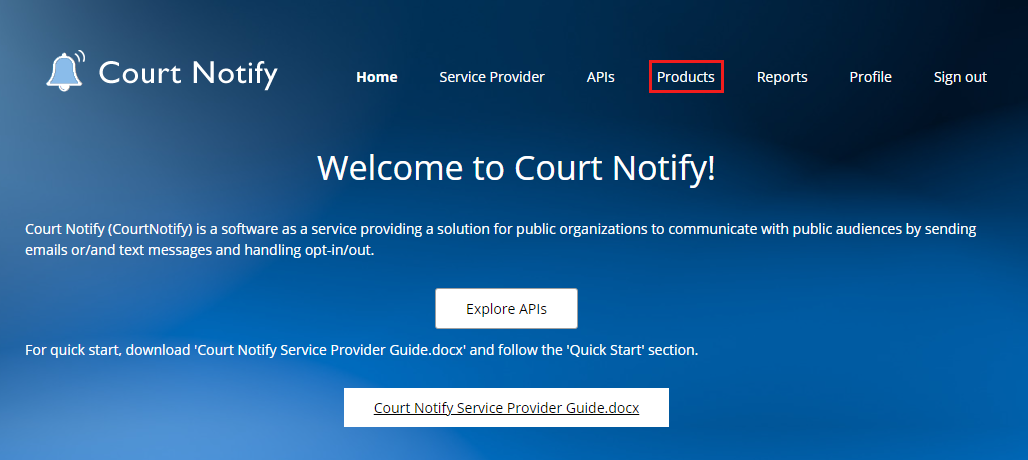 Court Notify
Home Service Provider APIs Products Reports Profile Sign out
Welcome to Court Notify!
Court Notify (CourtNotify) is a software as a service providing a solution for public organizations to communicate with public audiences by sending
emails or/and text messages and handling opt-in/out.
Explore APIs
For quick start, download 'Court Notify Service Provider Guide.docx' and follow the 'Quick Start' section.
Court Notify Service Provider Guide.docx